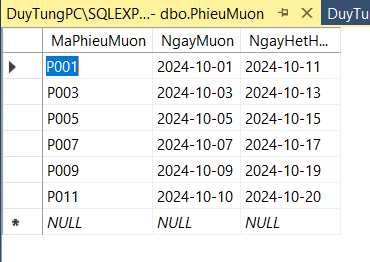 DuyTungPC\SQLEXP...- dbo.PhieuMuon DuyTu
MaPhieuMuon NgayMuon NgayHetH...
P001 2024-10-01 2024-10-11
P003 2024-10-03 2024-10-13
P005 2024-10-05 2024-10-15
P007 2024-10-07 2024-10-17
P009 2024-10-09 2024-10-19
P011 2024-10-10 2024-10-20
* NULL NULL NULL